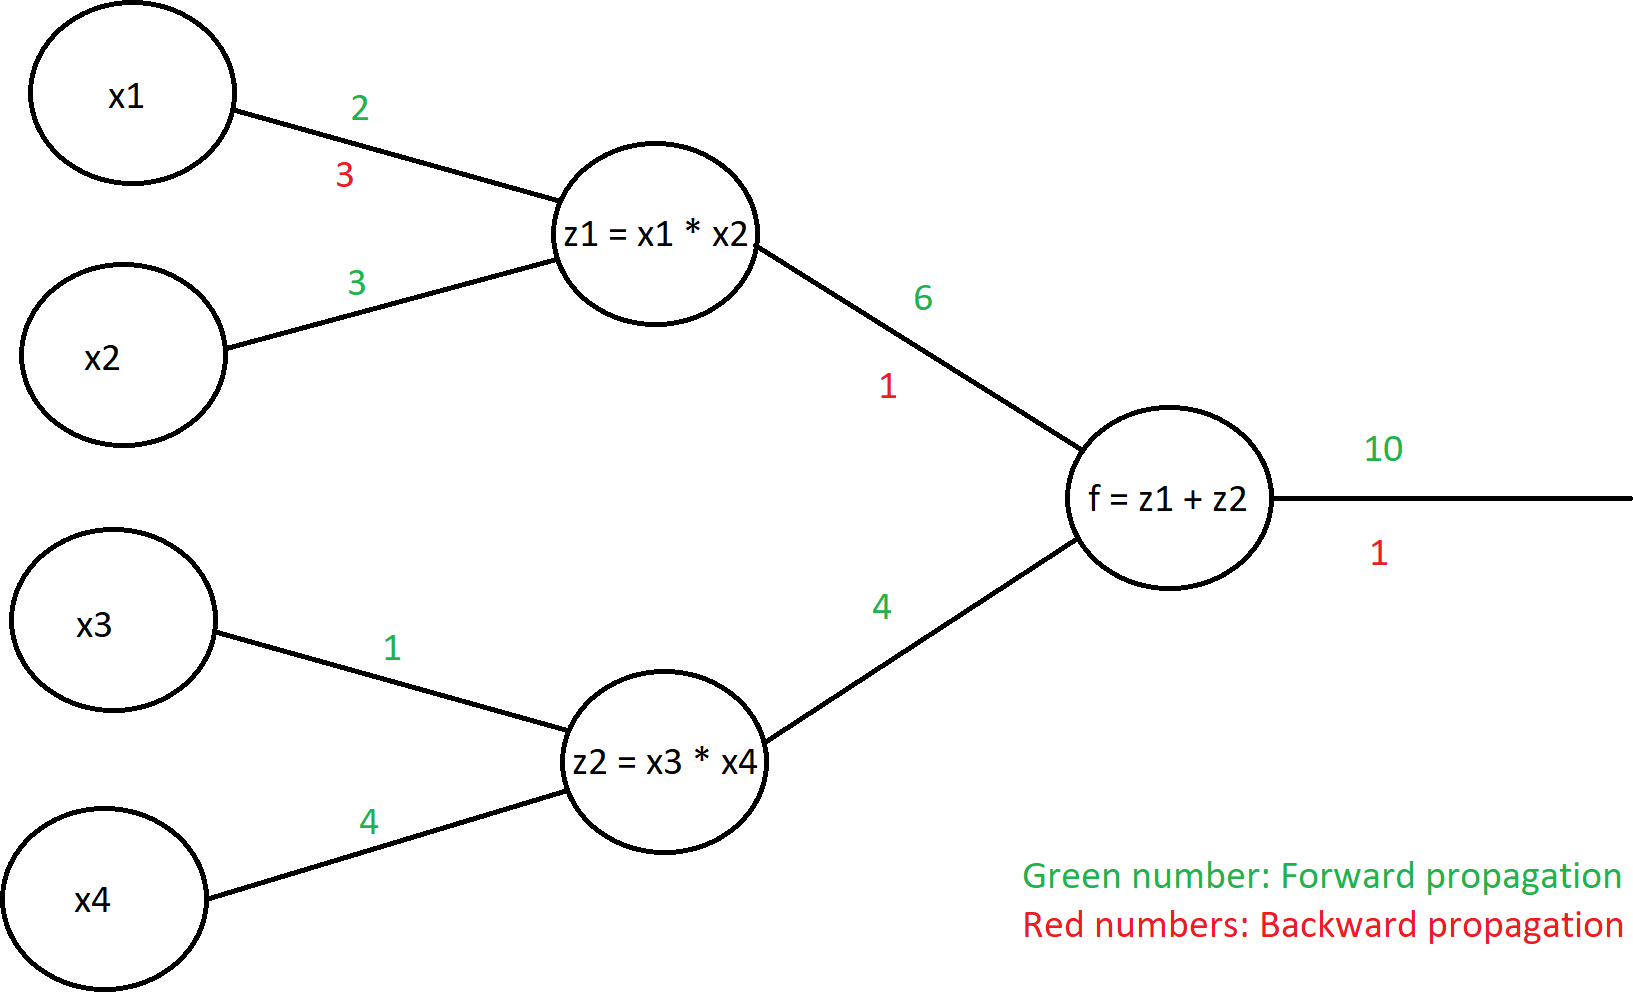 x1
2
3
z1 = x1 * x2
x2
3
6
1
f = z1 + z2
10
1
x3
1
4
z2 = x3 * x4
x4
4
Green number: Forward propagation
Red numbers: Backward propagation